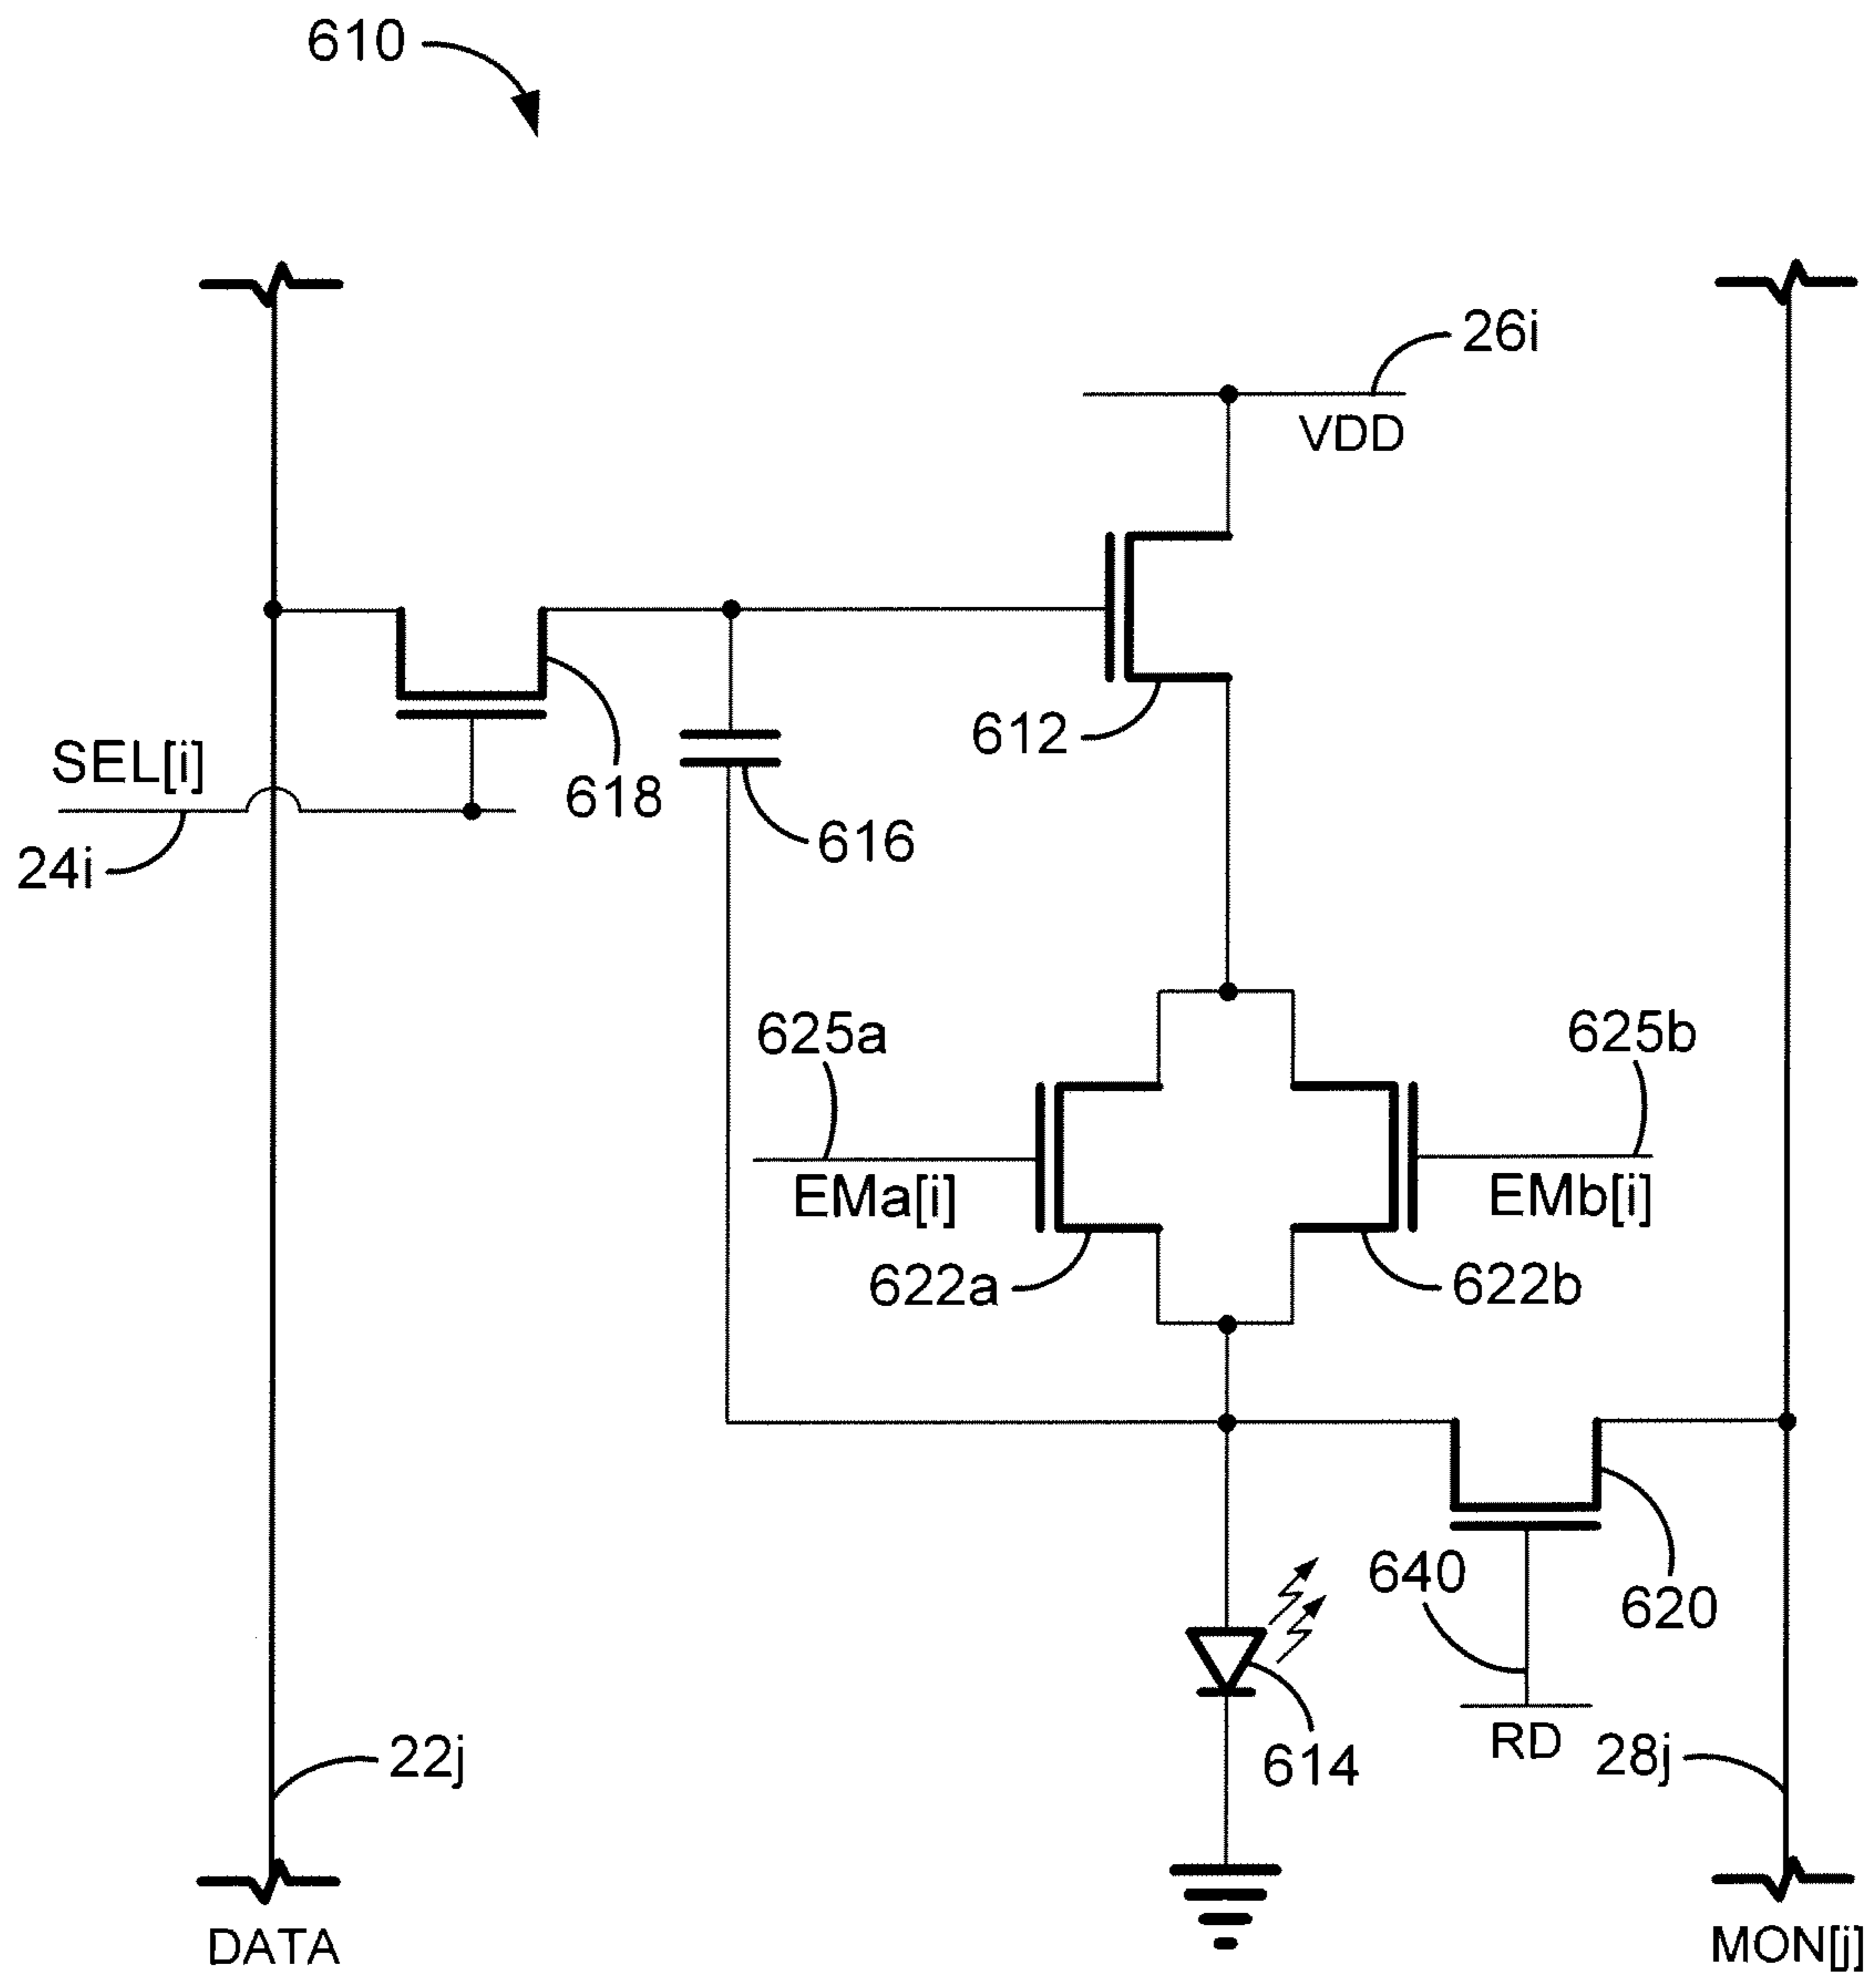 610
26i
VDD
612
SEL[i]
618
616
24i
625a
625b
EMa[i]
EMb[i]
622a
622b
640
620
RD
614
22j
28j
DATA
MON[j]